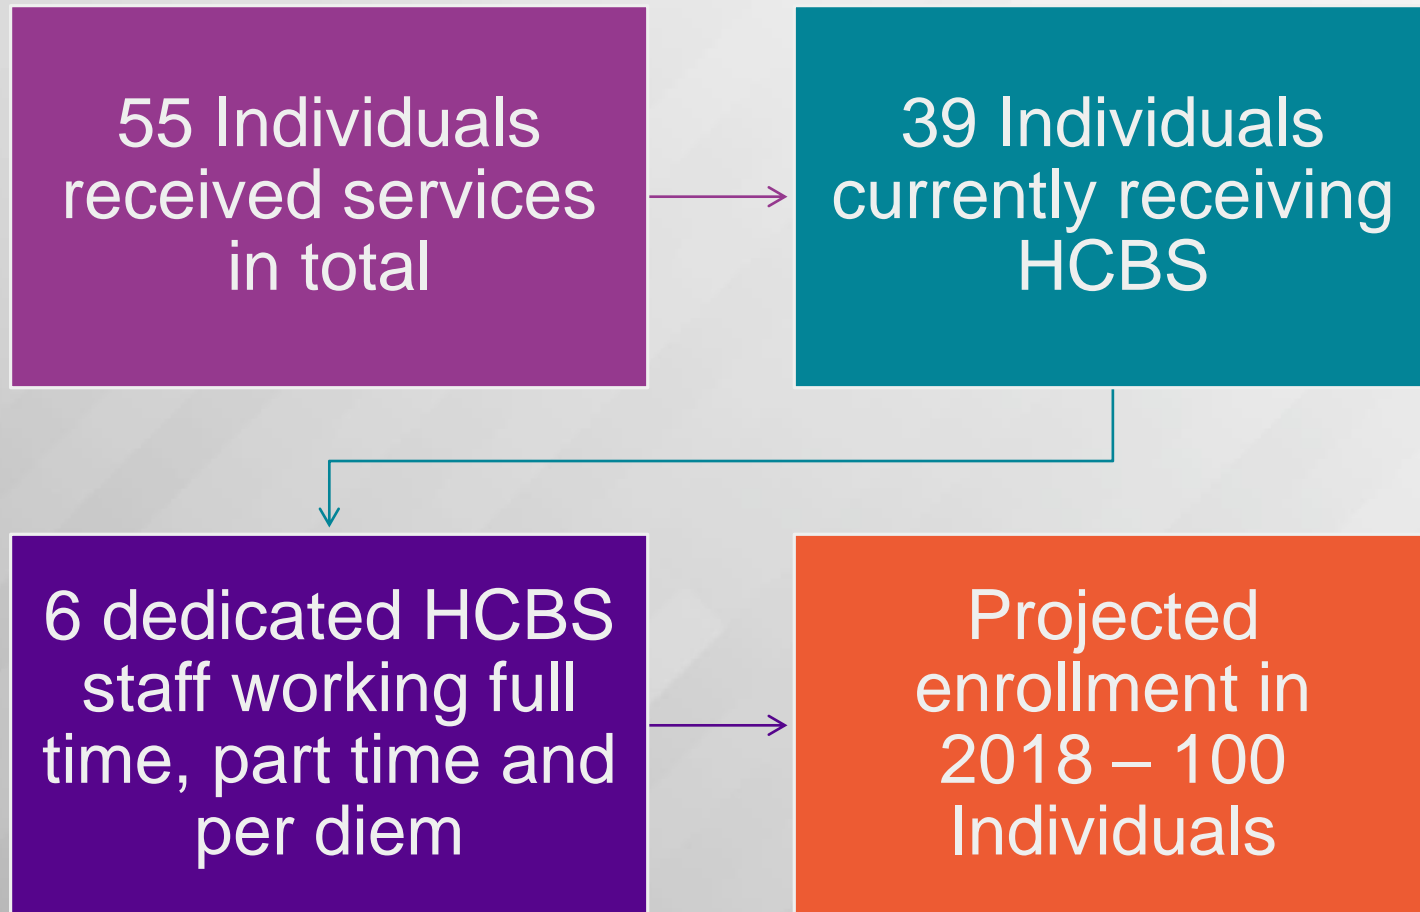 55 Individuals
received services
in total
39 Individuals
currently receiving
HCBS
6 dedicated HCBS
staff working full
time, part time and
per diem
Projected
enrollment in
2018 – 100
Individuals